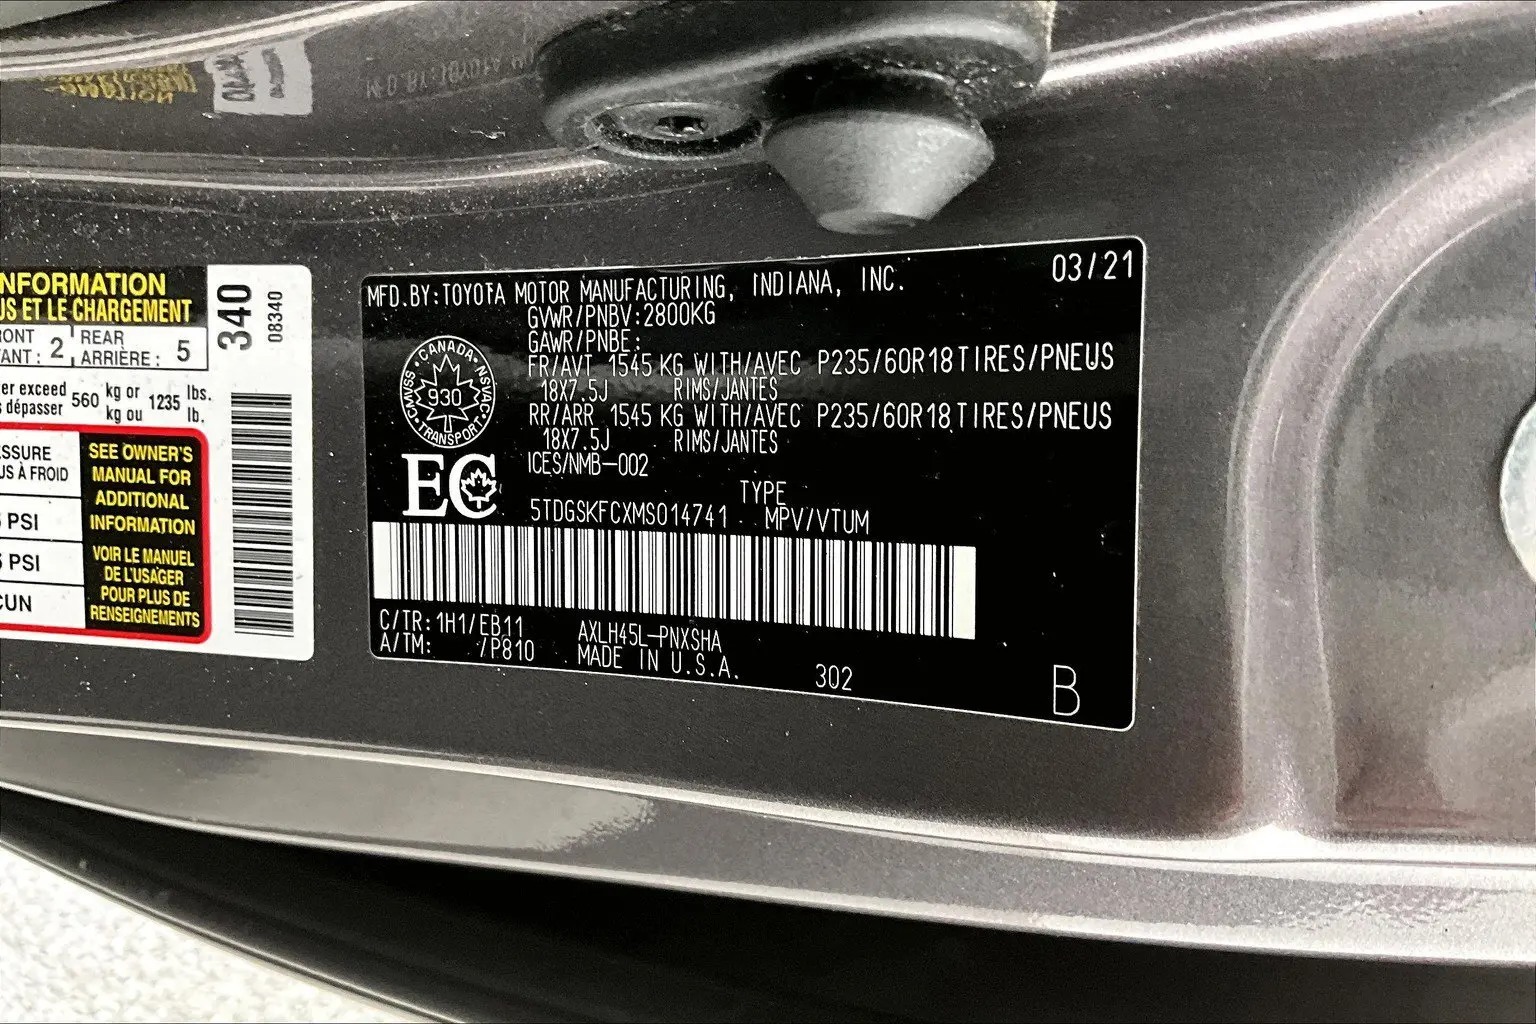 NFORMATION
US ET LE CHARGEMENT
ONT
ANT : 2
REAR
ARRIÈRE : 5
er exceed 560 kg or 1235 lbs.
s dépasser kg ou lb.
ESSURE
US À FROID
PSI
PSI
CUN
SEE OWNER'S
MANUAL FOR
ADDITIONAL
INFORMATION
VOIR LE MANUEL
DE L'USAGER
POUR PLUS DE
RENSEIGNEMENTS
340
08340
MFD.BY:TOYOTA MOTOR MANUFACTURING, INDIANA, INC. 03/21
GVWR/PNBV:2800KG
GAWR/PNBE:
FR/AVT 1545 KG WITH/AVEC P235/60R18 TIRES/PNEUS
18X7.5J RIMS/JANTES
RR/ARR 1545 KG WITH/AVEC P235/60R18 TIRES/PNEUS
18X7.5J RIMS/JANTES
ICES/NMB-002
CANADA
CMVSS 930 NSVAC
TRANSPORT
EC
TYPE
5TDGSKFCXMS014741 MPV/VTUM
C/TR:1H1/EB11 AXLH45L-PNXSHA
A/TM: /P810 MADE IN U.S.A. 302
B